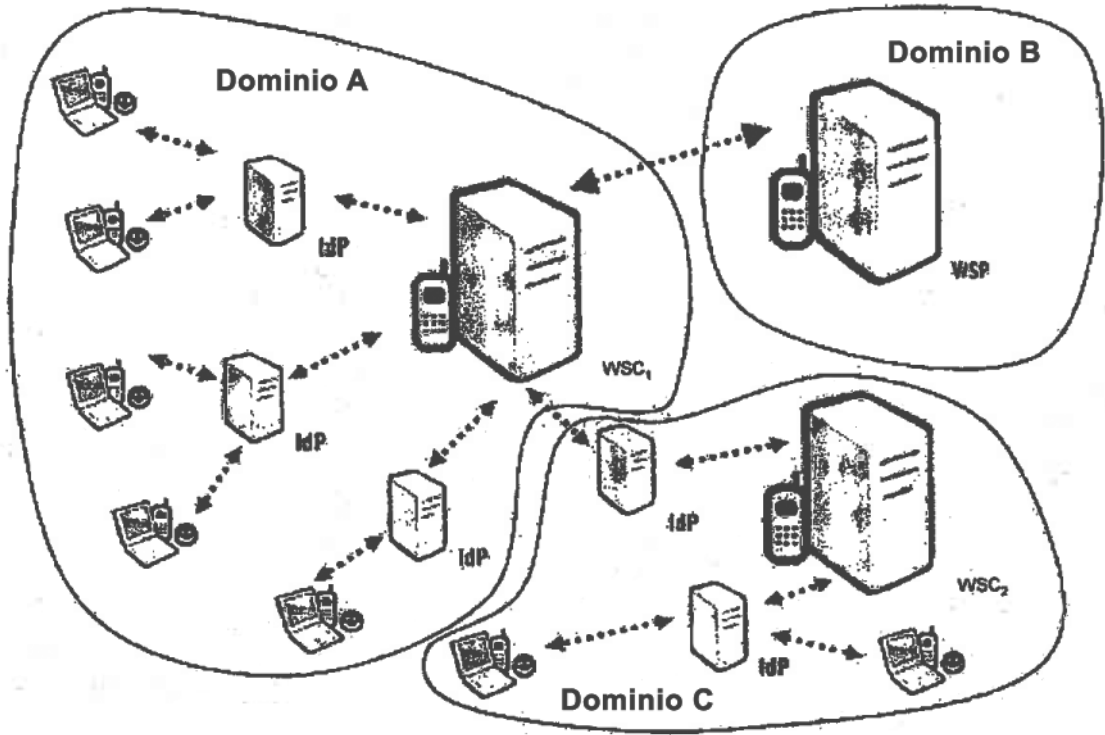 Dominio A
Dominio B
IdP
WSP
WSC₁
IdP
IdP
IdP
WSC₂
IdP
Dominio C